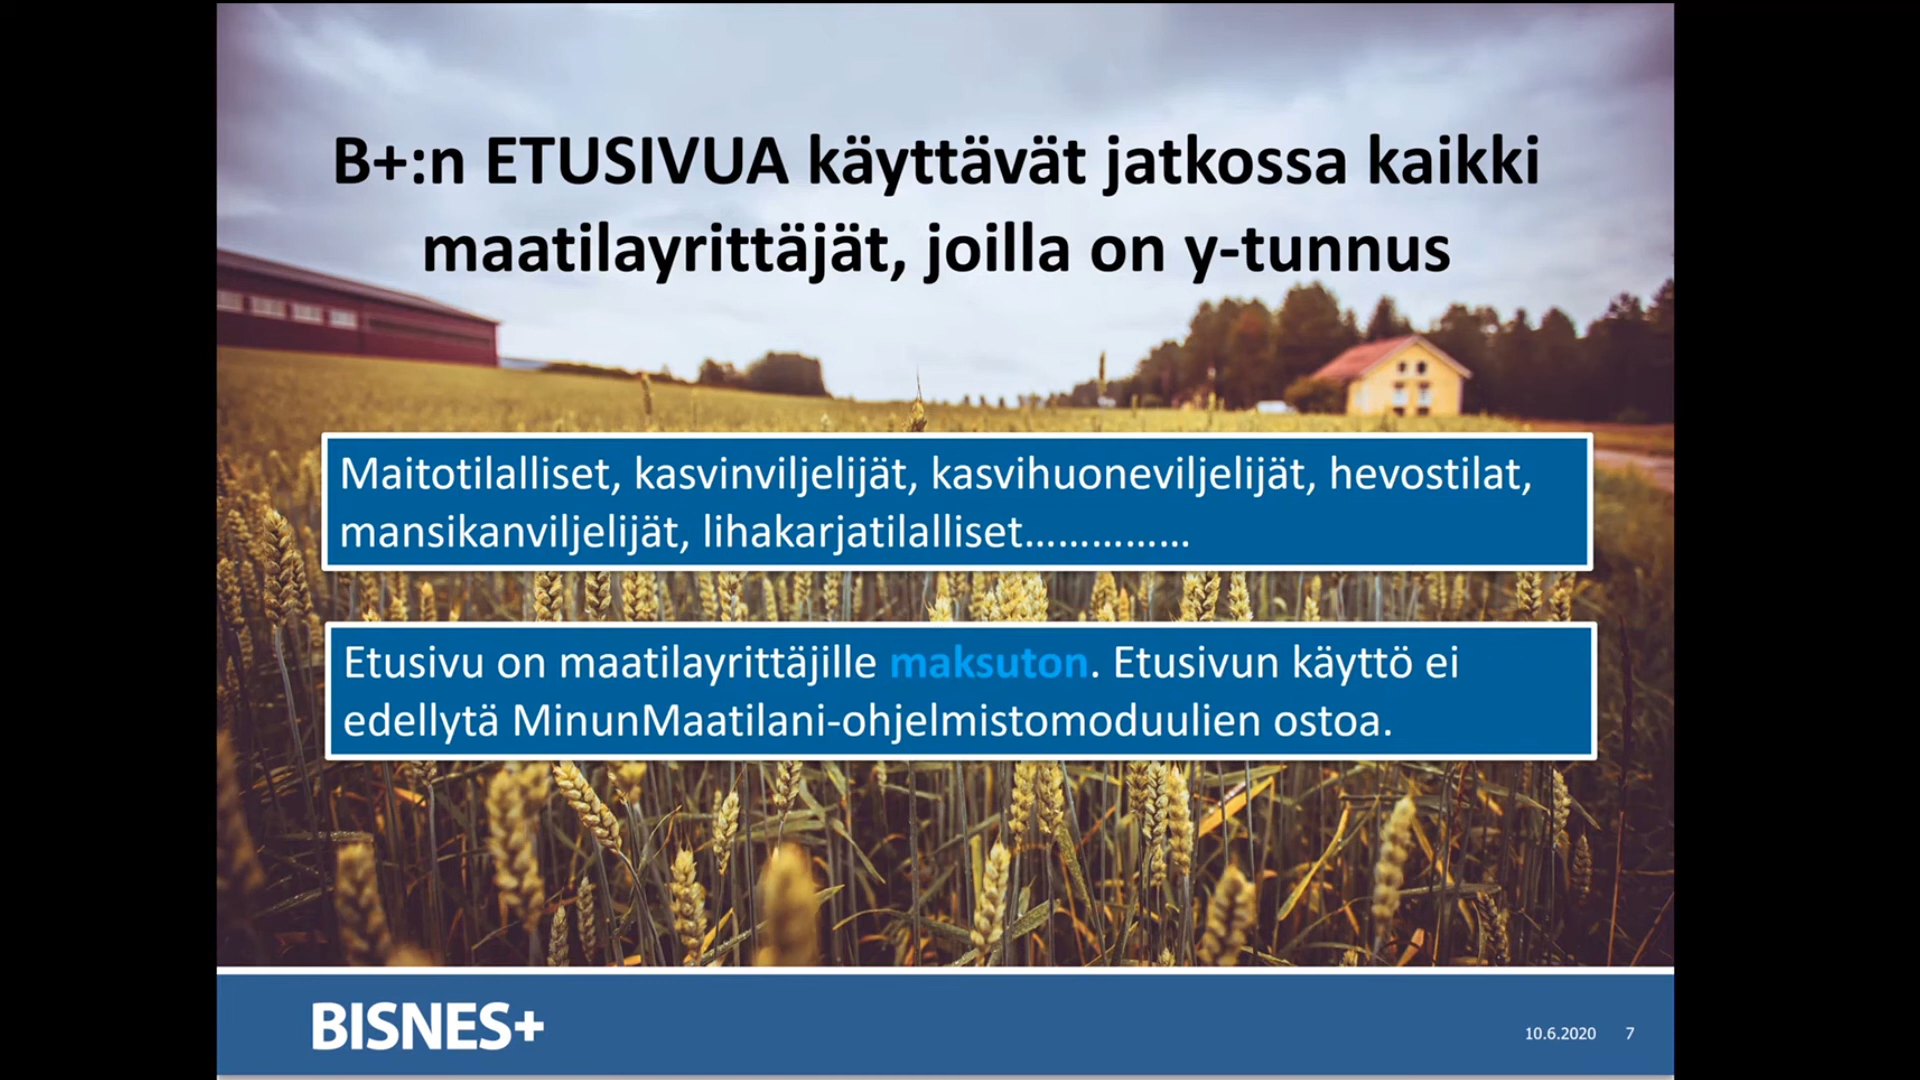 B+:n ETUSIVUA käyttävät jatkossa kaikki
maatilayrittäjät, joilla on y-tunnus
Maitotilalliset, kasvinviljelijät, kasvihuoneviljelijät, hevostilat,
mansikanviljelijät, lihakarjatilalliset……………
Etusivu on maatilayrittäjille maksuton. Etusivun käyttö ei
edellytä MinunMaatilani-ohjelmistomoduulien ostoa.
BISNES+
10.6.2020 7